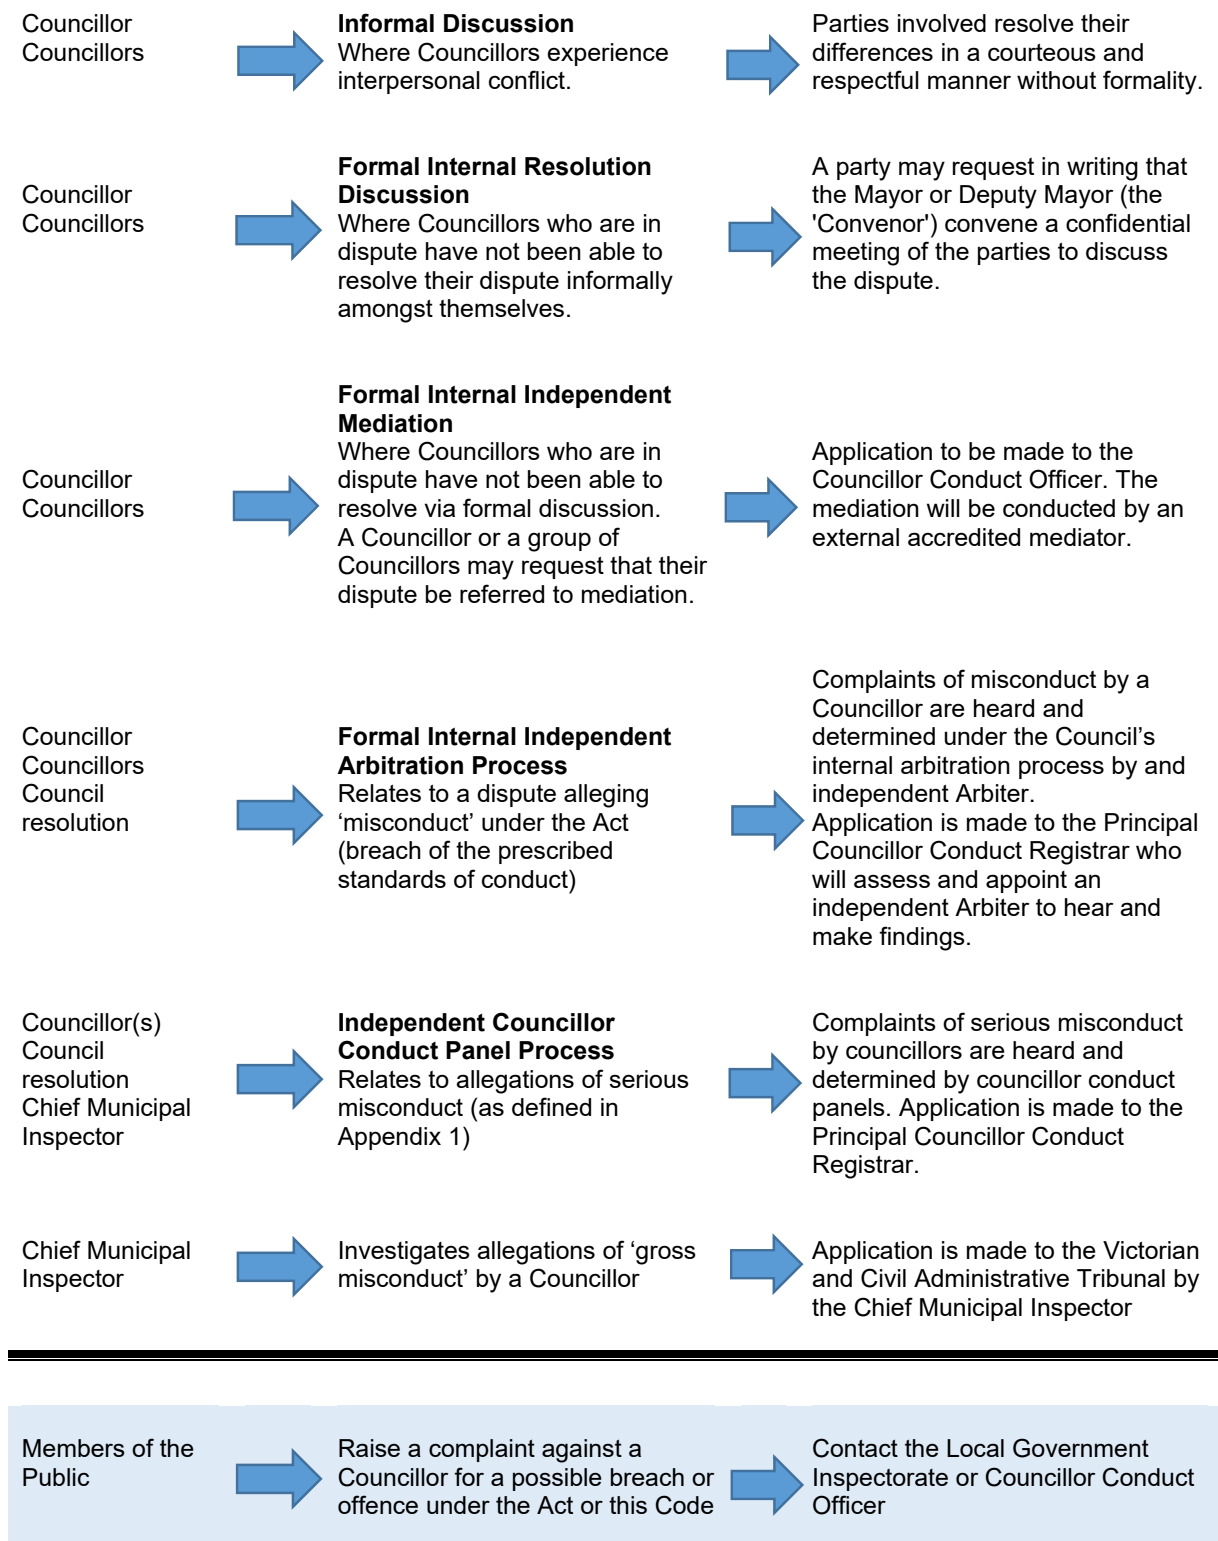 Councillor
Councillors
Informal Discussion
Where Councillors experience
interpersonal conflict.
Parties involved resolve their
differences in a courteous and
respectful manner without formality.
Councillor
Councillors
Formal Internal Resolution
Discussion
Where Councillors who are in
dispute have not been able to
resolve their dispute informally
amongst themselves.
A party may request in writing that
the Mayor or Deputy Mayor (the
'Convenor') convene a confidential
meeting of the parties to discuss
the dispute.
Councillor
Councillors
Formal Internal Independent
Mediation
Where Councillors who are in
dispute have not been able to
resolve via formal discussion.
A Councillor or a group of
Councillors may request that their
dispute be referred to mediation.
Application to be made to the
Councillor Conduct Officer. The
mediation will be conducted by an
external accredited mediator.
Councillor
Councillors
Council
resolution
Formal Internal Independent
Arbitration Process
Relates to a dispute alleging
‘misconduct’ under the Act
(breach of the prescribed
standards of conduct)
Complaints of misconduct by a
Councillor are heard and
determined under the Council’s
internal arbitration process by and
independent Arbiter.
Application is made to the Principal
Councillor Conduct Registrar who
will assess and appoint an
independent Arbiter to hear and
make findings.
Councillor(s)
Council
resolution
Chief Municipal
Inspector
Independent Councillor
Conduct Panel Process
Relates to allegations of serious
misconduct (as defined in
Appendix 1)
Complaints of serious misconduct
by councillors are heard and
determined by councillor conduct
panels. Application is made to the
Principal Councillor Conduct
Registrar.
Chief Municipal
Inspector
Investigates allegations of ‘gross
misconduct’ by a Councillor
Application is made to the Victorian
and Civil Administrative Tribunal by
the Chief Municipal Inspector
Members of the
Public
Raise a complaint against a
Councillor for a possible breach or
offence under the Act or this Code
Contact the Local Government
Inspectorate or Councillor Conduct
Officer